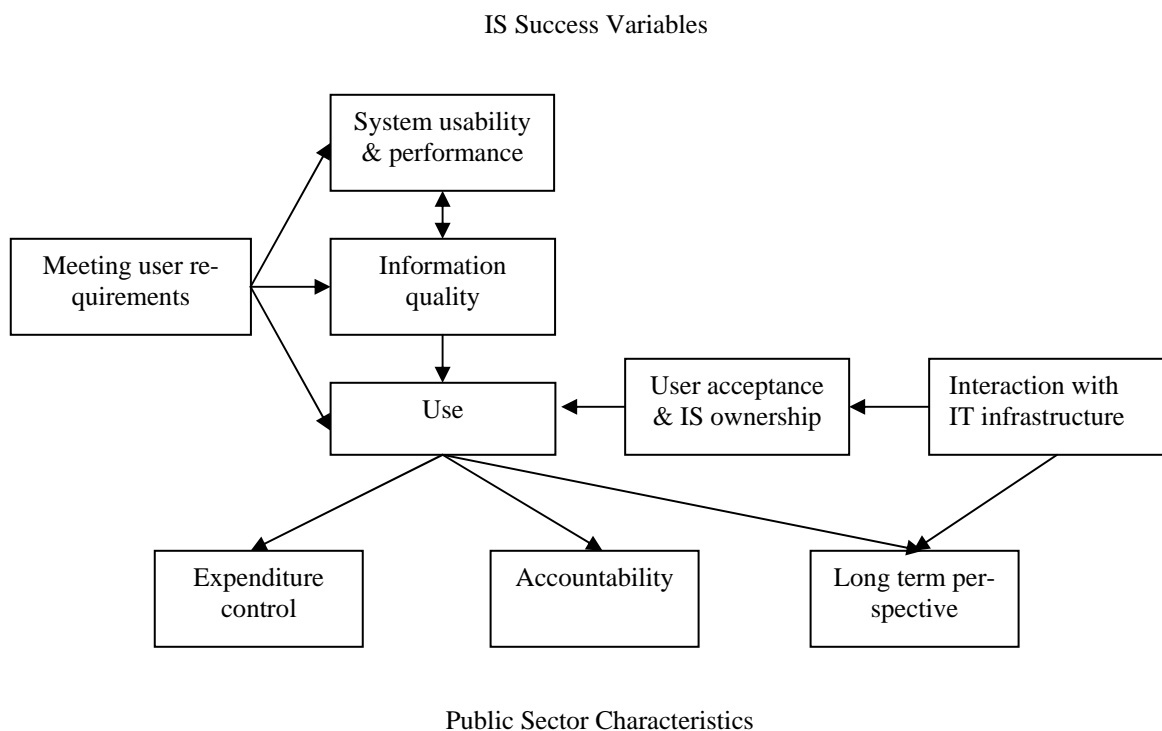 IS Success Variables
System usability
& performance
Meeting user re-
quirements
Information
quality
Use
User acceptance
& IS ownership
Interaction with
IT infrastructure
Expenditure
control
Accountability
Long term per-
spective
Public Sector Characteristics